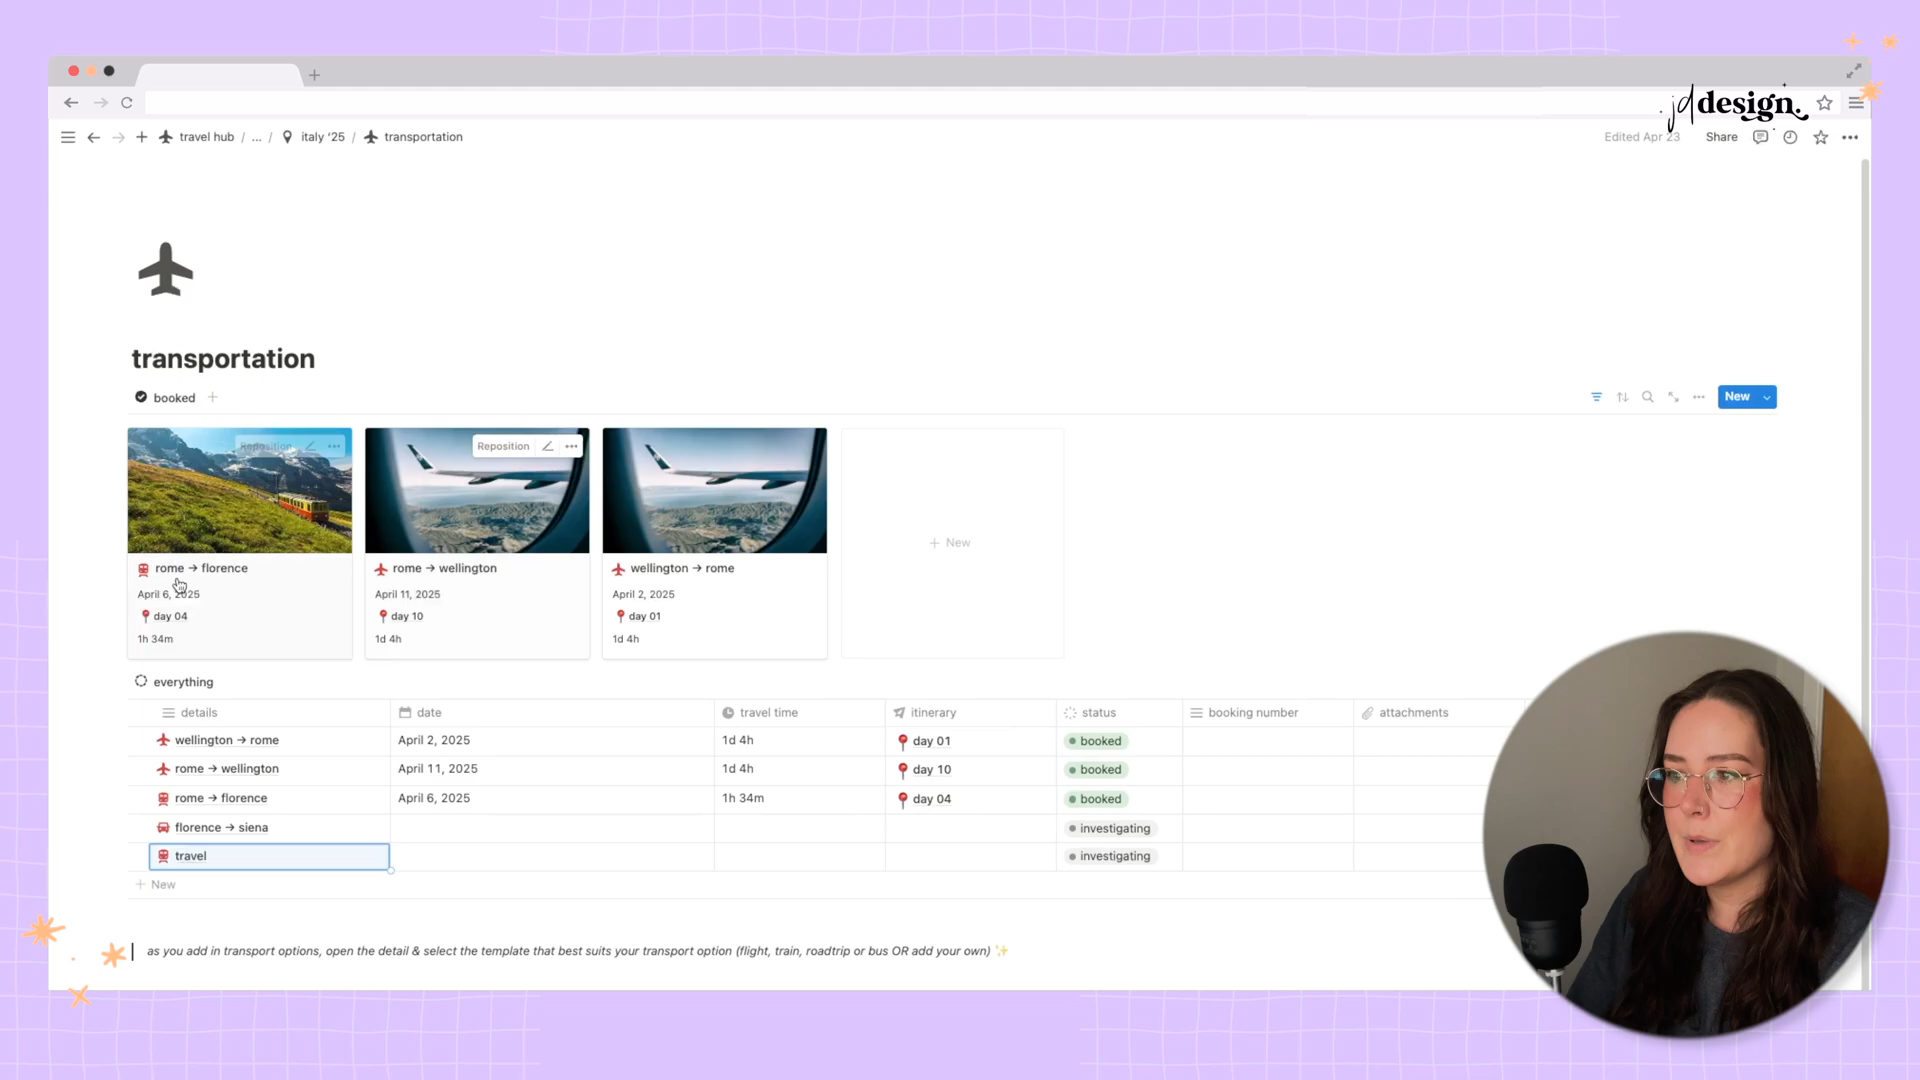 jd design.
travel hub / ... / italy '25 / transportation
Edited Apr 23 Share
transportation
booked
New
Reposition
Reposition
rome → florence
April 6, 2025
day 04
1h 34m
rome → wellington
April 11, 2025
day 10
1d 4h
wellington → rome
April 2, 2025
day 01
1d 4h
+ New
everything
details date travel time itinerary status booking number attachments
wellington → rome April 2, 2025 1d 4h day 01 booked
rome → wellington April 11, 2025 1d 4h day 10 booked
rome → florence April 6, 2025 1h 34m day 04 booked
florence → siena investigating
travel investigating
+ New
as you add in transport options, open the detail & select the template that best suits your transport option (flight, train, roadtrip or bus OR add your own) ✨